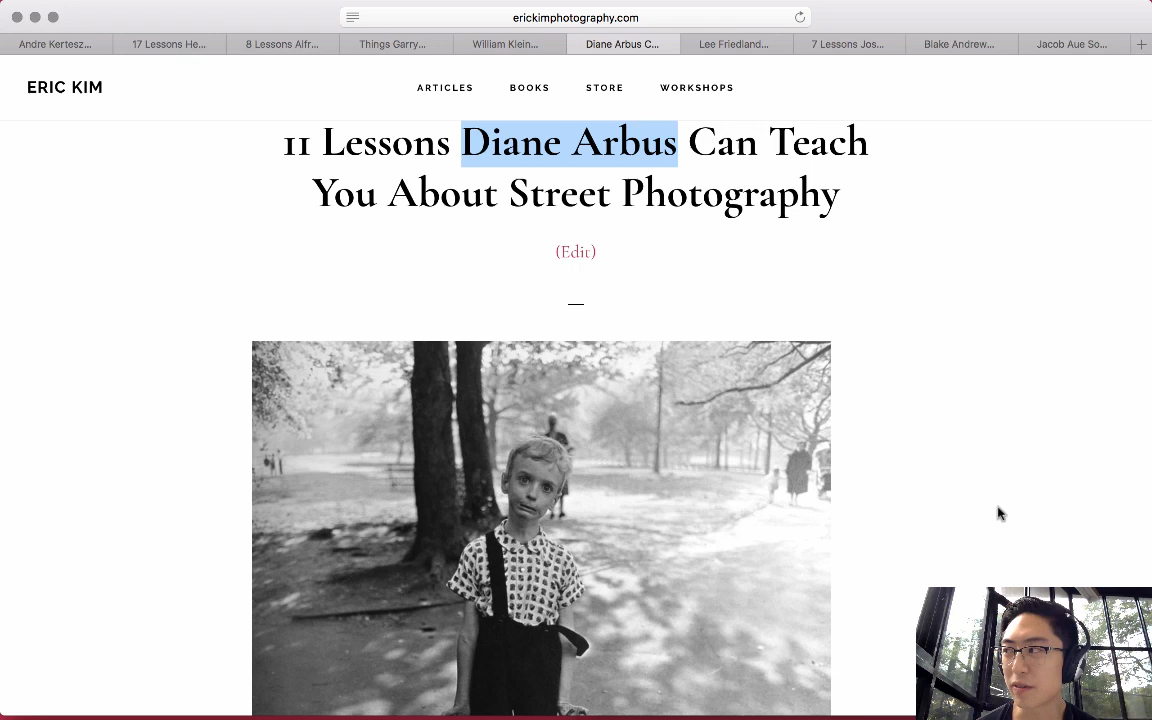 erickimphotography.com
Andre Kertesz...
17 Lessons He...
8 Lessons Alfr...
Things Garry...
William Klein...
Diane Arbus C...
Lee Friedland...
7 Lessons Jos...
Blake Andrew...
Jacob Aue So...
ERIC KIM
ARTICLES BOOKS STORE WORKSHOPS
11 Lessons Diane Arbus Can Teach
You About Street Photography
(Edit)